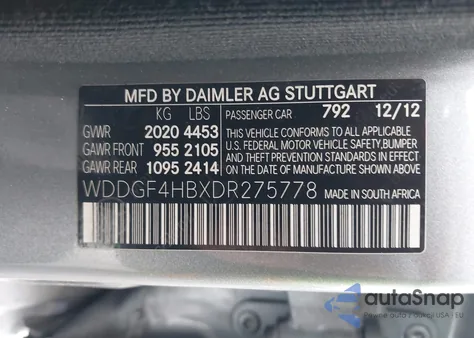 MFD BY DAIMLER AG STUTTGART
KG LBS PASSENGER CAR 792 12/12
GVWR 2020 4453
GAWR FRONT 955 2105
GAWR REAR 1095 2414
THIS VEHICLE CONFORMS TO ALL APPLICABLE
U.S. FEDERAL MOTOR VEHICLE SAFETY, BUMPER
AND THEFT PREVENTION STANDARDS IN EFFECT ON THE
DATE OF MANUFACTURE SHOWN ABOVE.
WDDGF4HBXDR275778
MADE IN SOUTH AFRICA
autoSnap